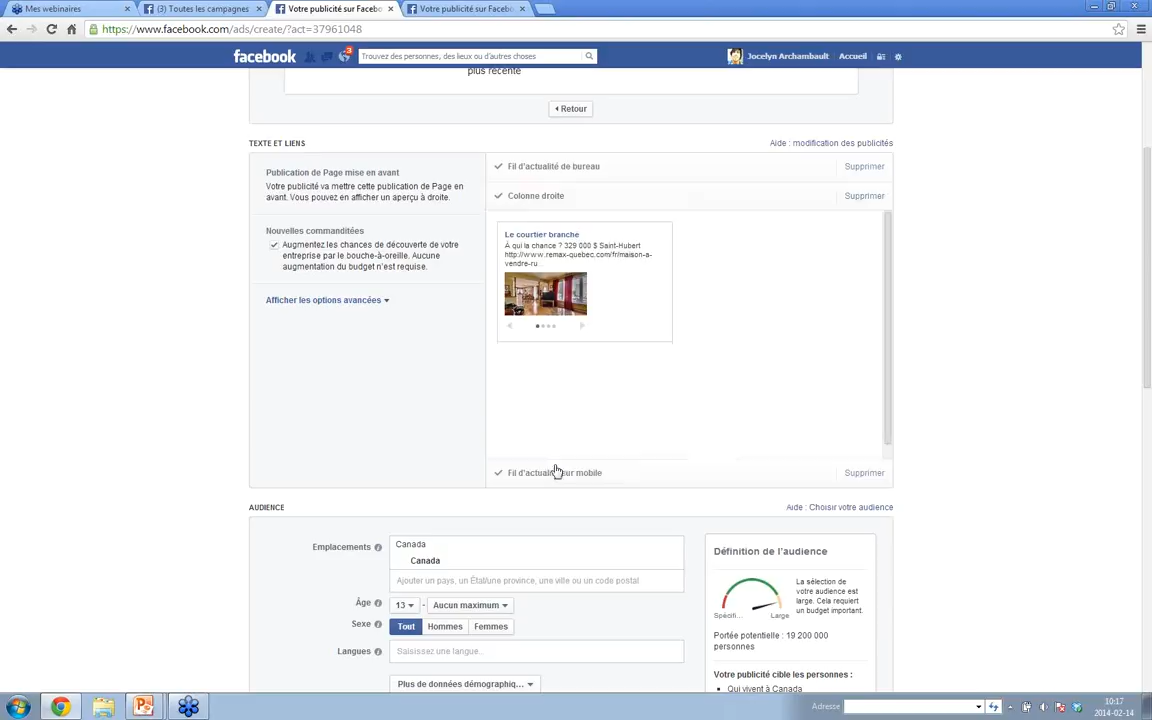 Mes webinaires
(3) Toutes les campagnes
Votre publicité sur Facebo
Votre publicité sur Faceb
https://www.facebook.com/ads/create/?act=37961048
facebook
3
Trouvez des personnes, des lieux ou d'autres choses
Jocelyn Archambault
Accueil
plus récente
Retour
TEXTE ET LIENS
Aide : modification des publicités
Publication de Page mise en avant
Votre publicité va mettre cette publication de Page en
avant. Vous pouvez en afficher un aperçu à droite.
Nouvelles commanditées
Augmentez les chances de découverte de votre
entreprise par le bouche-à-oreille. Aucune
augmentation du budget n'est requise.
Afficher les options avancées
Fil d'actualité de bureau
Supprimer
Colonne droite
Supprimer
Le courtier branche
À qui la chance ? 329 000 $ Saint-Hubert
http://www.remax-quebec.com/fr/maison-a-
vendre-ru...
Fil d'actualité sur mobile
Supprimer
AUDIENCE
Aide : Choisir votre audience
Emplacements
Canada
Canada
Ajouter un pays, un État/une province, une ville ou un code postal
Âge
13
-
Aucun maximum
Sexe
Tout
Hommes
Femmes
Langues
Saisissez une langue..
Plus de données démographiq...
Définition de l'audience
Spécifi...
Large
La sélection de
votre audience est
large. Cela requiert
un budget important.
Portée potentielle : 19 200 000
personnes
Votre publicité cible les personnes :
Qui vivent à Canada
Adresse
10:17
2014-02-14